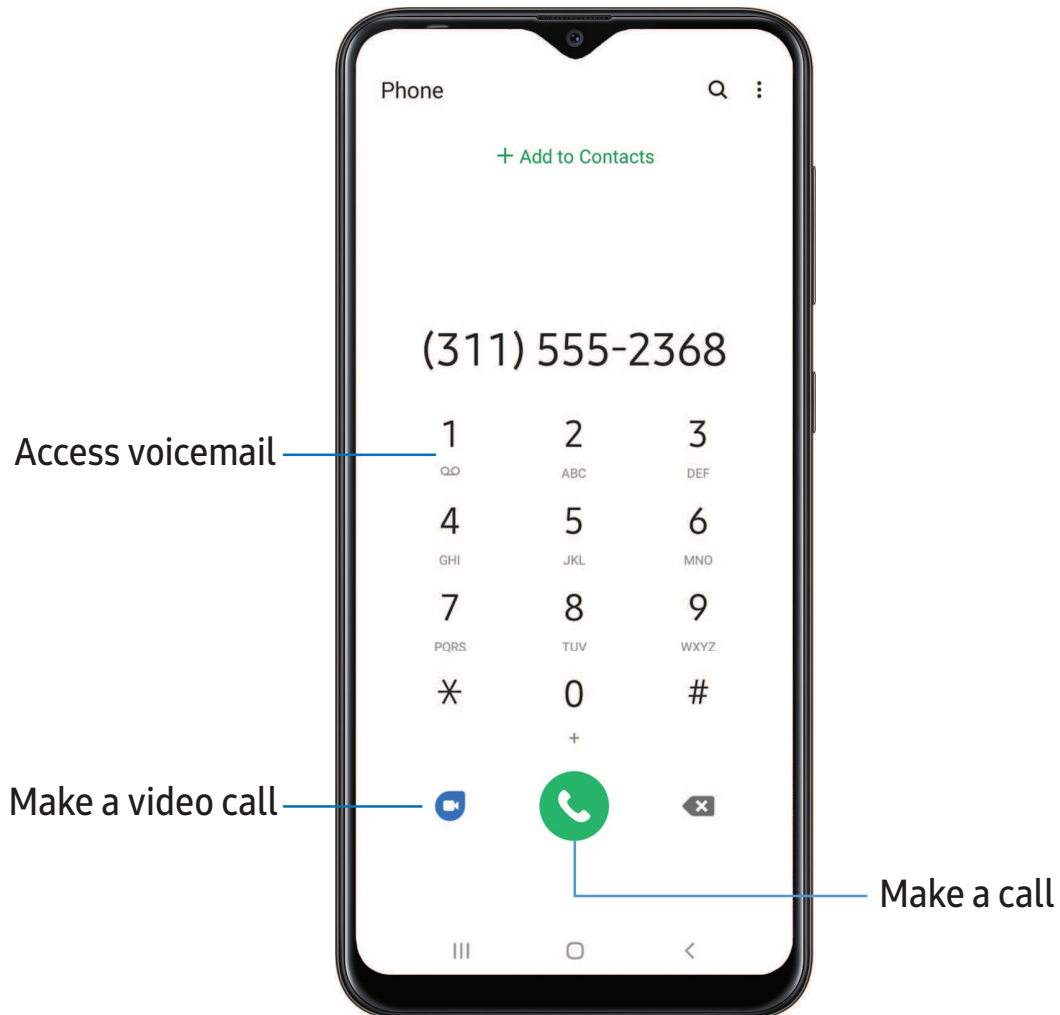 Phone
+ Add to Contacts
(311) 555-2368
1 2 3
ABC DEF
Access voicemail
4 5 6
GHI JKL MNO
7 8 9
PQRS TUV WXYZ
* 0 #
+
Make a video call
Make a call